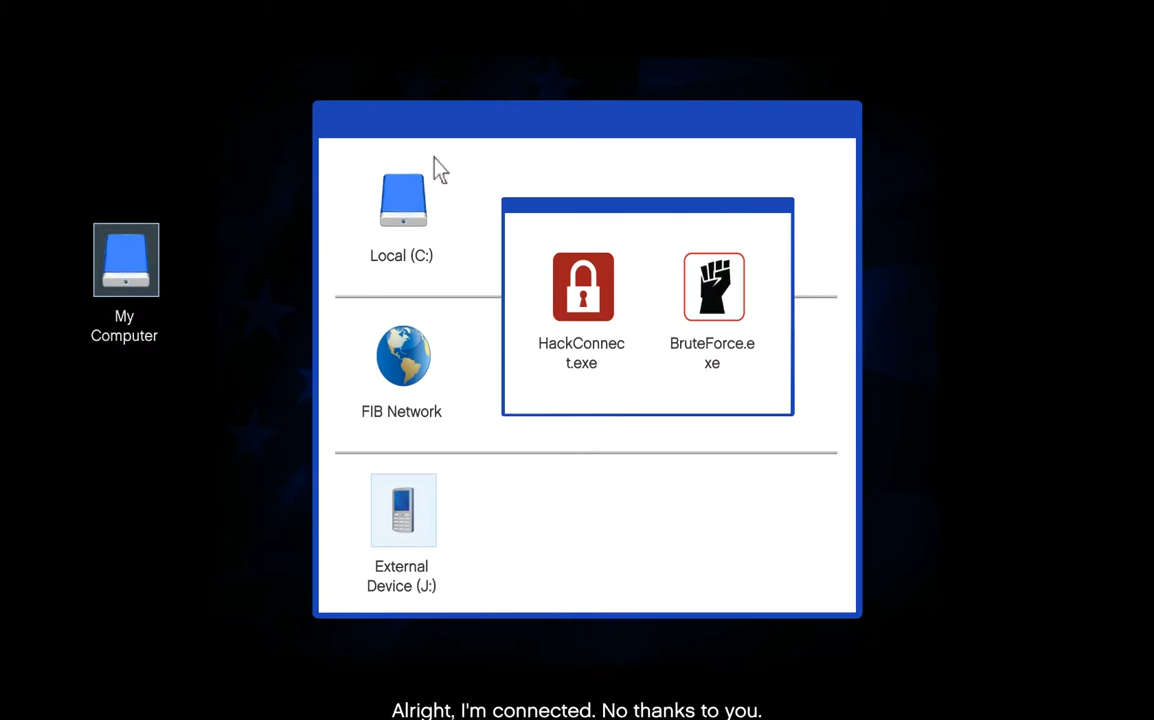 Local (C:)
HackConnec
t.exe
BruteForce.e
xe
My
Computer
FIB Network
External
Device (J:)
Alright, I'm connected. No thanks to you.